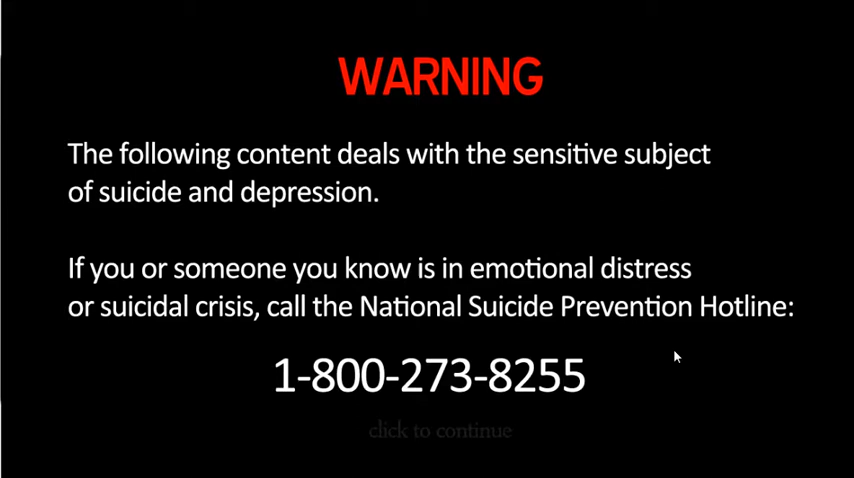 WARNING
The following content deals with the sensitive subject
of suicide and depression.
If you or someone you know is in emotional distress
or suicidal crisis, call the National Suicide Prevention Hotline:
1-800-273-8255
click to continue